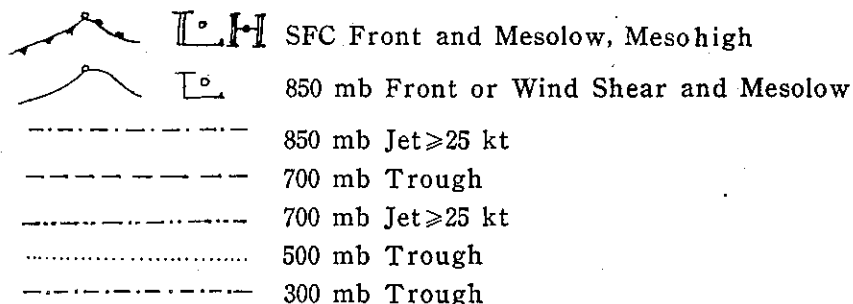 L H SFC Front and Mesolow, Mesohigh
L 850 mb Front or Wind Shear and Mesolow
850 mb Jet≥25 kt
700 mb Trough
700 mb Jet≥25 kt
500 mb Trough
300 mb Trough